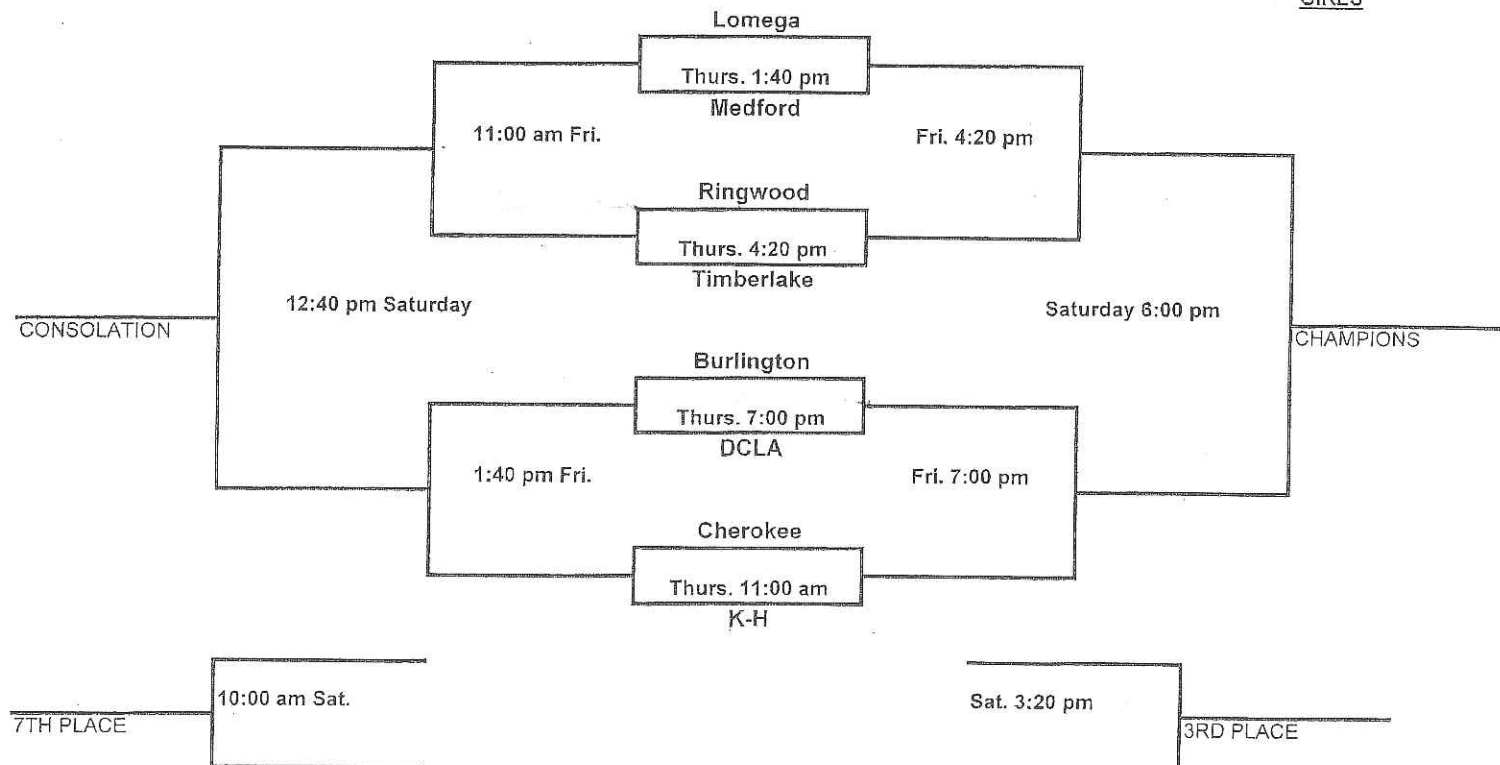 Lomega
Thurs. 1:40 pm
Medford
11:00 am Fri.
Fri. 4:20 pm
Ringwood
Thurs. 4:20 pm
Timberlake
12:40 pm Saturday
Saturday 6:00 pm
CONSOLATION
CHAMPIONS
Burlington
Thurs. 7:00 pm
DCLA
1:40 pm Fri.
Fri. 7:00 pm
Cherokee
Thurs. 11:00 am
K-H
10:00 am Sat.
Sat. 3:20 pm
7TH PLACE
3RD PLACE